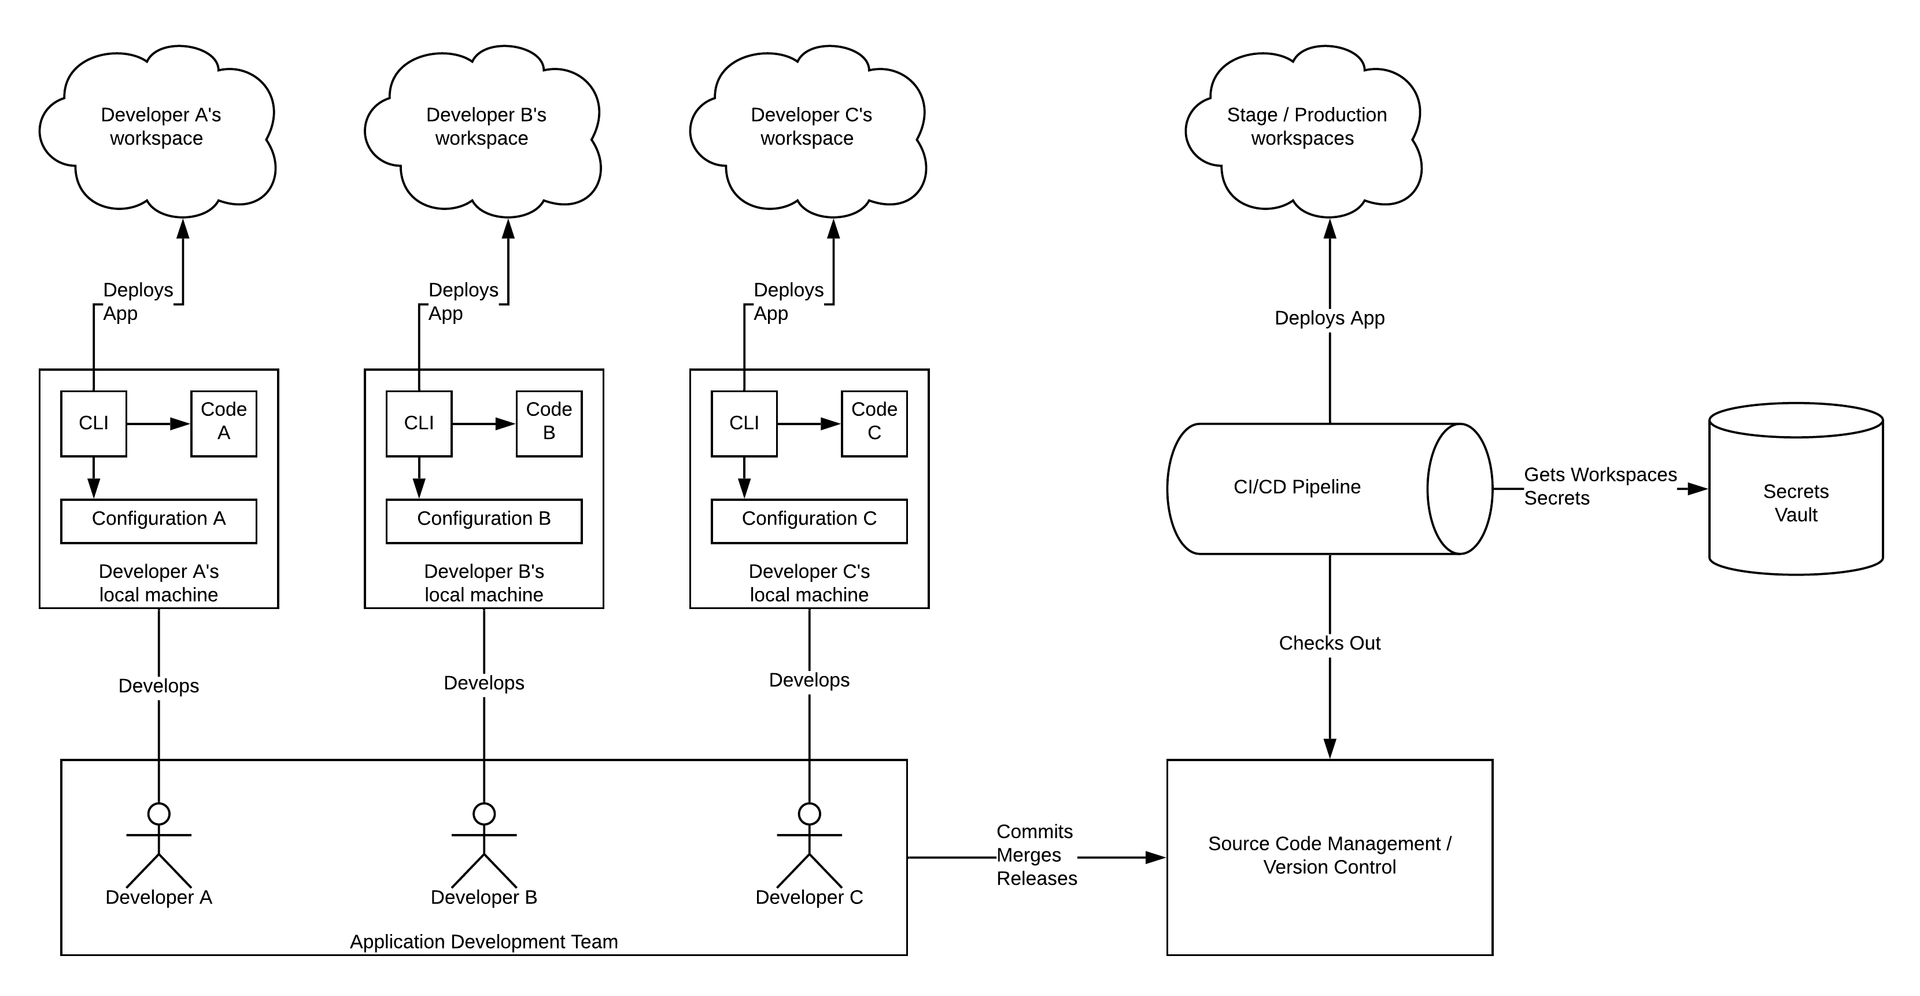 Developer A's
workspace
Developer B's
workspace
Developer C's
workspace
Stage / Production
workspaces
Deploys
App
Deploys
App
Deploys
App
Deploys App
CLI
Code
A
Configuration A
Developer A's
local machine
CLI
Code
B
Configuration B
Developer B's
local machine
CLI
Code
C
Configuration C
Developer C's
local machine
CI/CD Pipeline
Gets Workspaces
Secrets
Secrets
Vault
Checks Out
Develops
Develops
Develops
Developer A
Developer B
Developer C
Application Development Team
Commits
Merges
Releases
Source Code Management /
Version Control